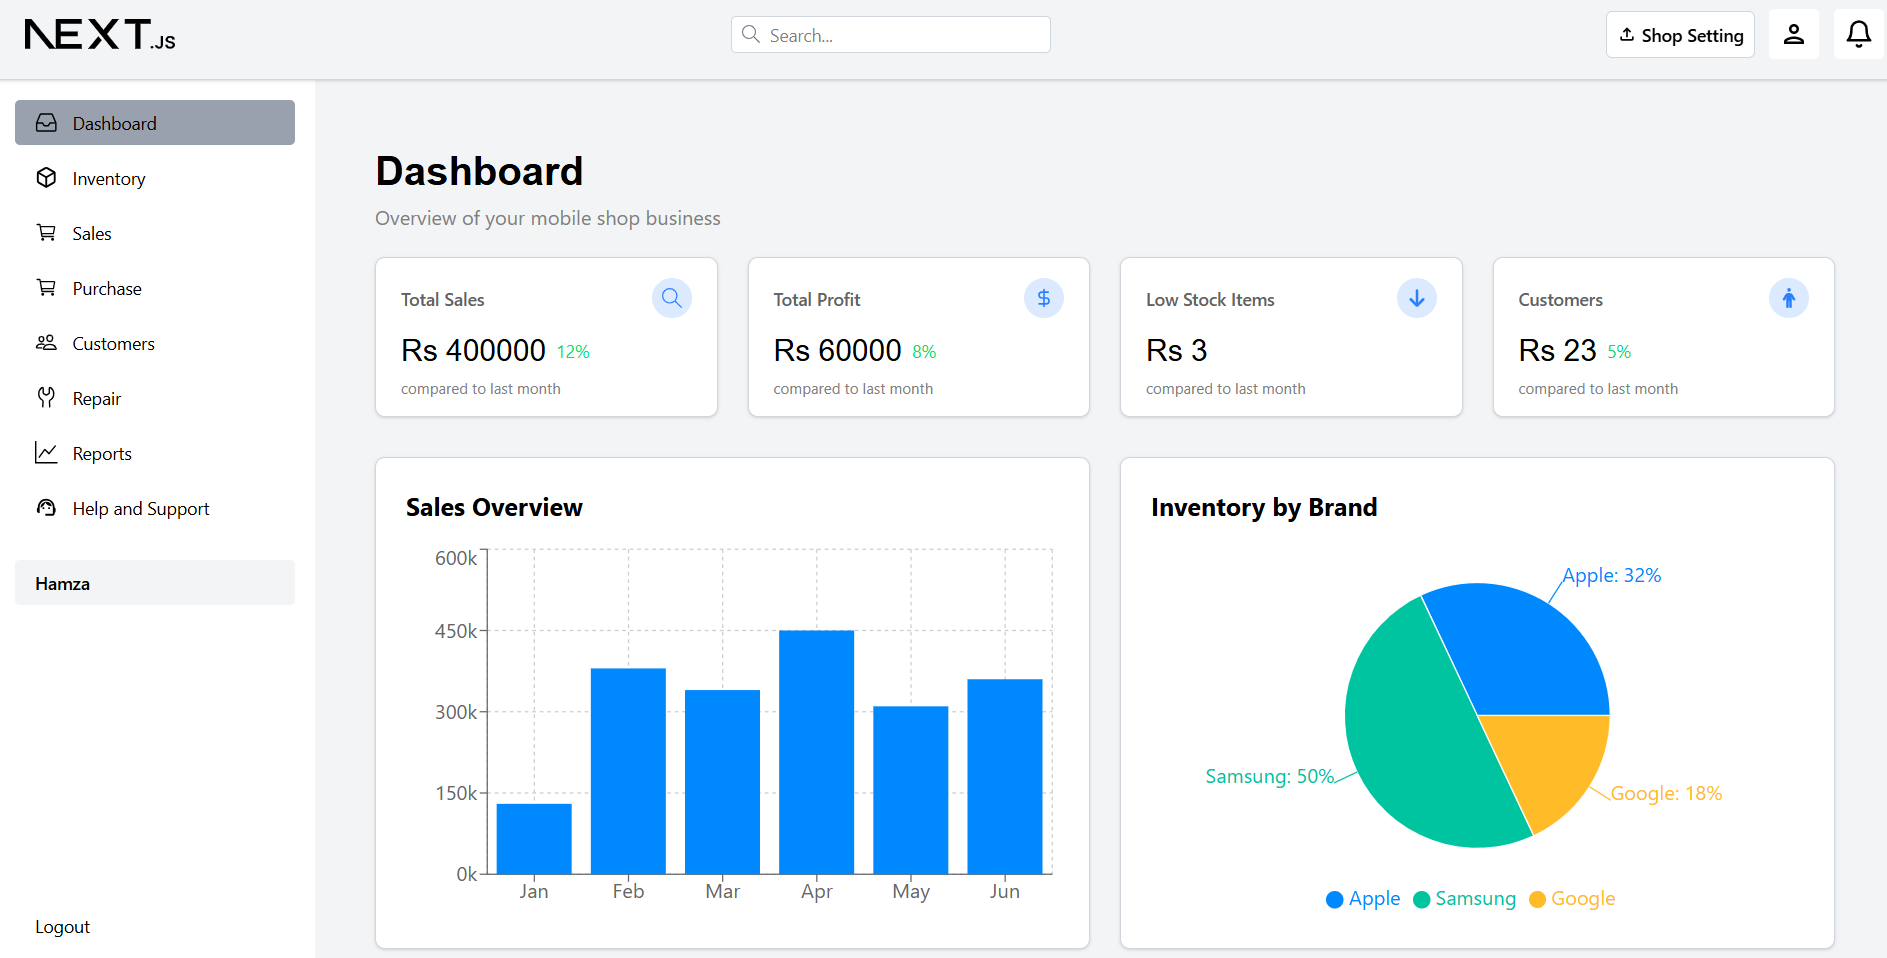 NEXT.JS
Search...
Shop Setting
Dashboard
Inventory
Sales
Purchase
Customers
Repair
Reports
Help and Support
Hamza
Logout
Dashboard
Overview of your mobile shop business
Total Sales
Rs 400000 12%
compared to last month
Total Profit
$
Rs 60000 8%
compared to last month
Low Stock Items
Rs 3
compared to last month
Customers
Rs 23 5%
compared to last month
Sales Overview
600k
450k
300k
150k
0k
Jan Feb Mar Apr May Jun
Inventory by Brand
Apple: 32%
Samsung: 50%
Google: 18%
Apple Samsung Google